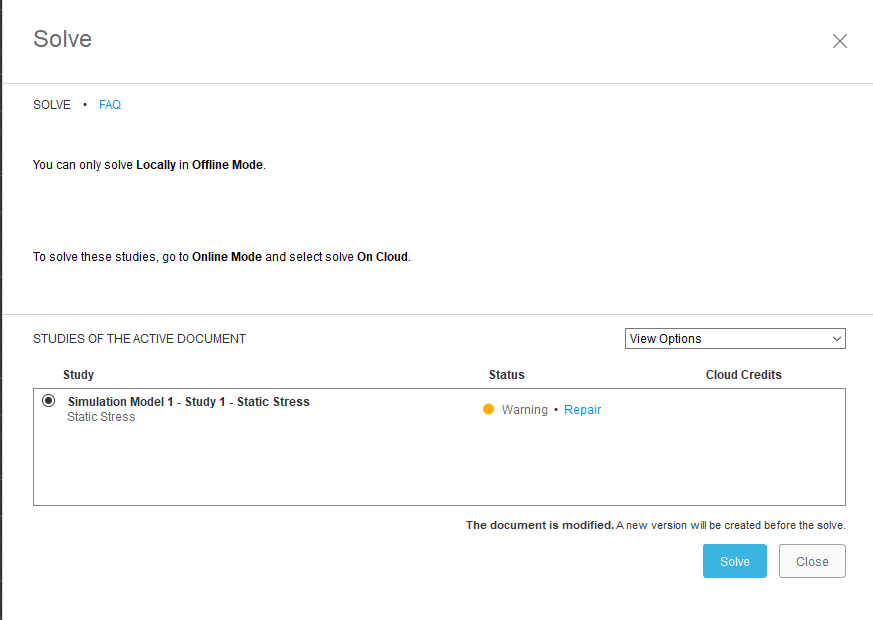 Solve
SOLVE • FAQ
You can only solve Locally in Offline Mode.
To solve these studies, go to Online Mode and select solve On Cloud.
STUDIES OF THE ACTIVE DOCUMENT
View Options
Study Status Cloud Credits
Simulation Model 1 - Study 1 - Static Stress
Static Stress
Warning • Repair
The document is modified. A new version will be created before the solve.
Solve Close